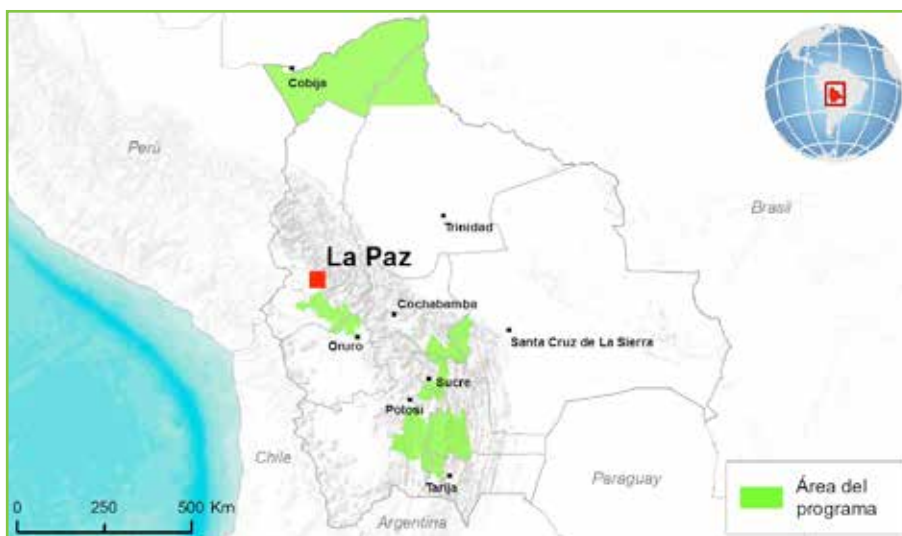 Cobija
Perú
Brasil
Trinidad
La Paz
Cochabamba
Oruro
Santa Cruz de La Sierra
Sucre
Potosi
Chile
Tarija
Paraguay
Argentina
0 250 500 Km
Área del
programa